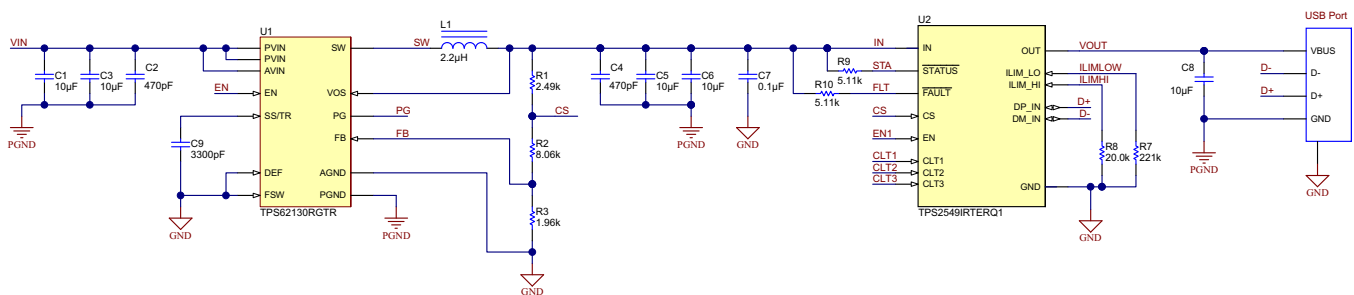 VIN
C1
10µF
C3
10µF
C2
470pF
PGND
EN
C9
3300pF
GND
U1
PVIN
PVIN
AVIN
EN
SS/TR
DEF
FSW
SW
VOS
PG
FB
AGND
PGND
TPS62130RGTR
SW
PG
FB
PGND
L1
2.2µH
R1
2.49k
CS
R2
8.06k
R3
1.96k
GND
C4
470pF
C5
10µF
C6
10µF
PGND
C7
0.1µF
GND
R9
5.11k
R10
5.11k
IN
STA
FLT
CS
EN1
CLT1
CLT2
CLT3
U2
IN
STATUS
FAULT
CS
EN
CLT1
CLT2
CLT3
OUT
ILIM_LO
ILIM_HI
DP_IN
DM_IN
GND
TPS2549IRTERQ1
VOUT
ILIMLOW
ILIMHI
D+
D-
R8
20.0k
R7
221k
GND
C8
10µF
PGND
USB Port
D-
D+
VBUS
D-
D+
GND
GND